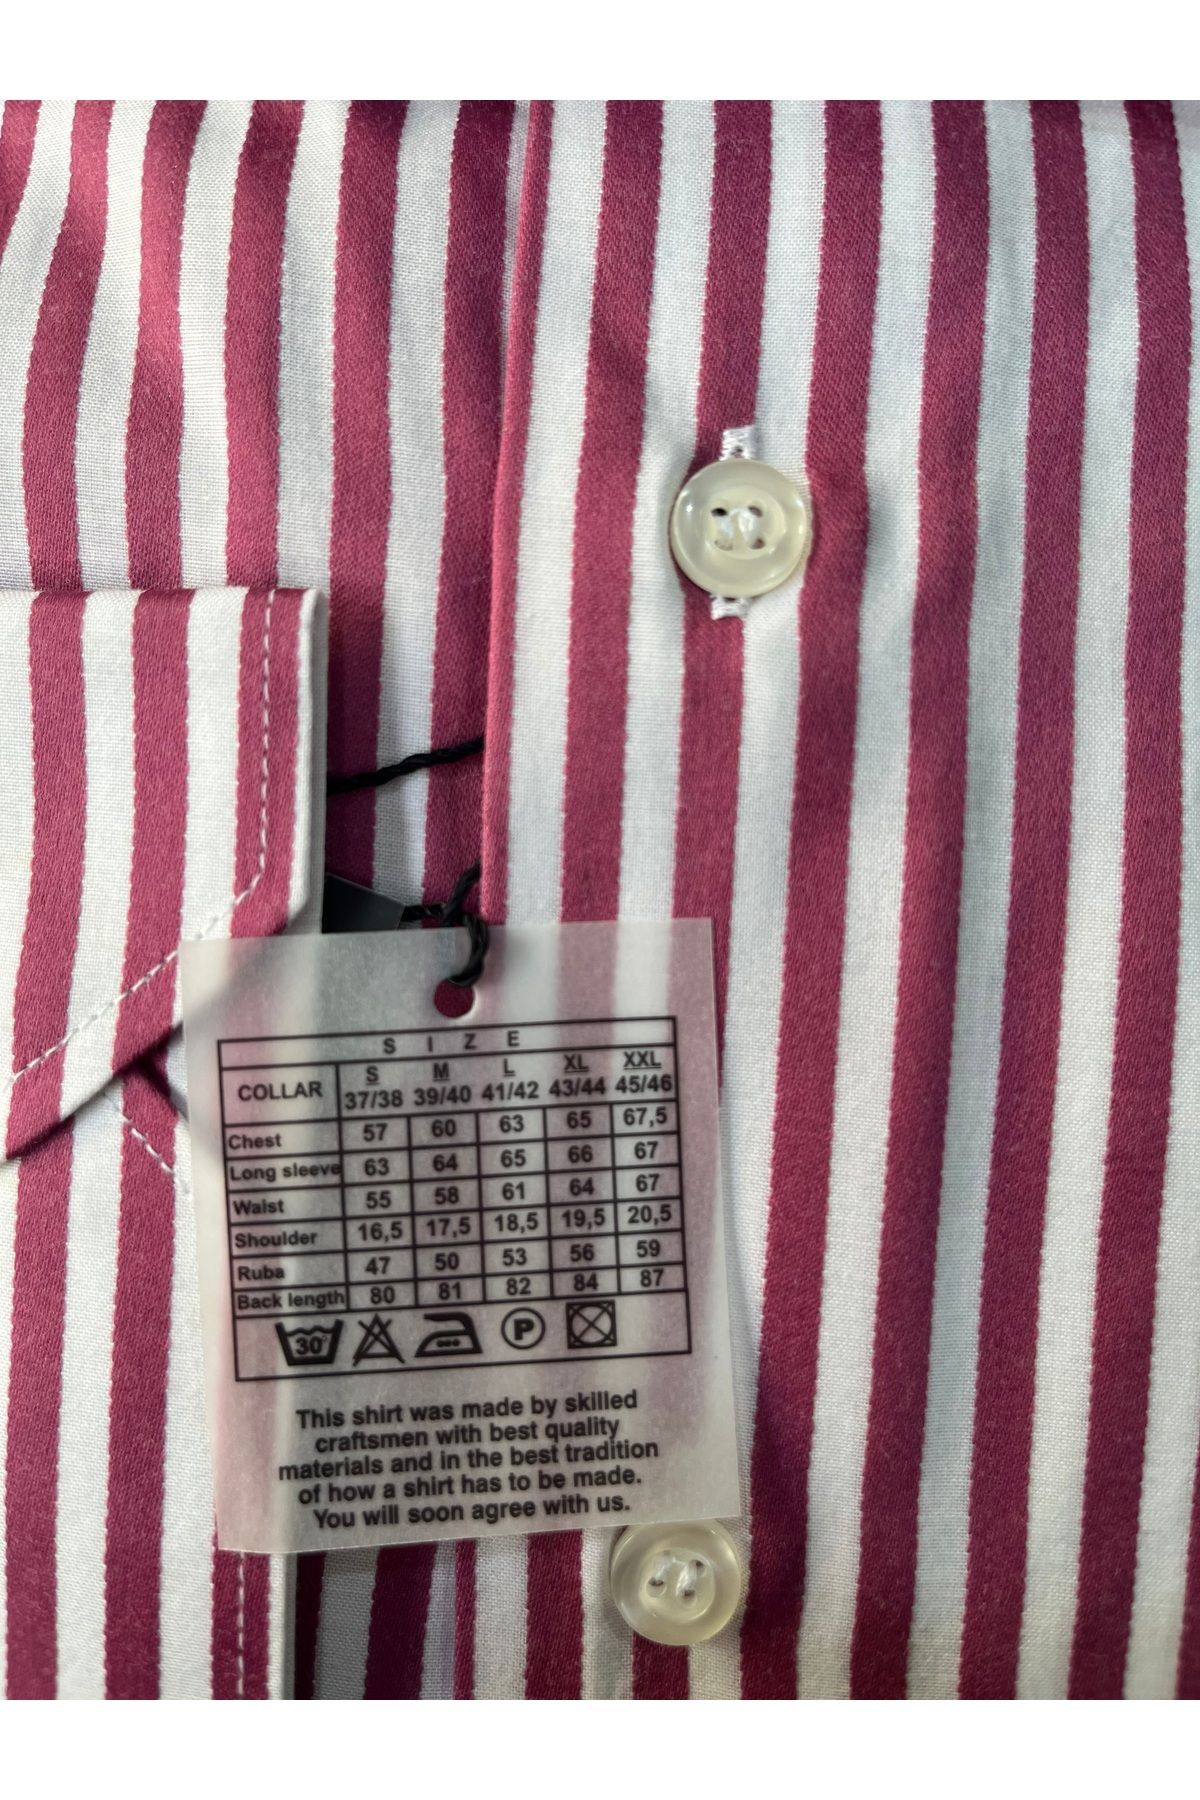 S I Z E
COLLAR S M L XL XXL
37/38 39/40 41/42 43/44 45/46
Chest 57 60 63 65 67,5
Long sleeve 63 64 65 66 67
Waist 55 58 61 64 67
Shoulder 16,5 17,5 18,5 19,5 20,5
Ruba 47 50 53 56 59
Back length 80 81 82 84 87
30° P
This shirt was made by skilled
craftsmen with best quality
materials and in the best tradition
of how a shirt has to be made.
You will soon agree with us.